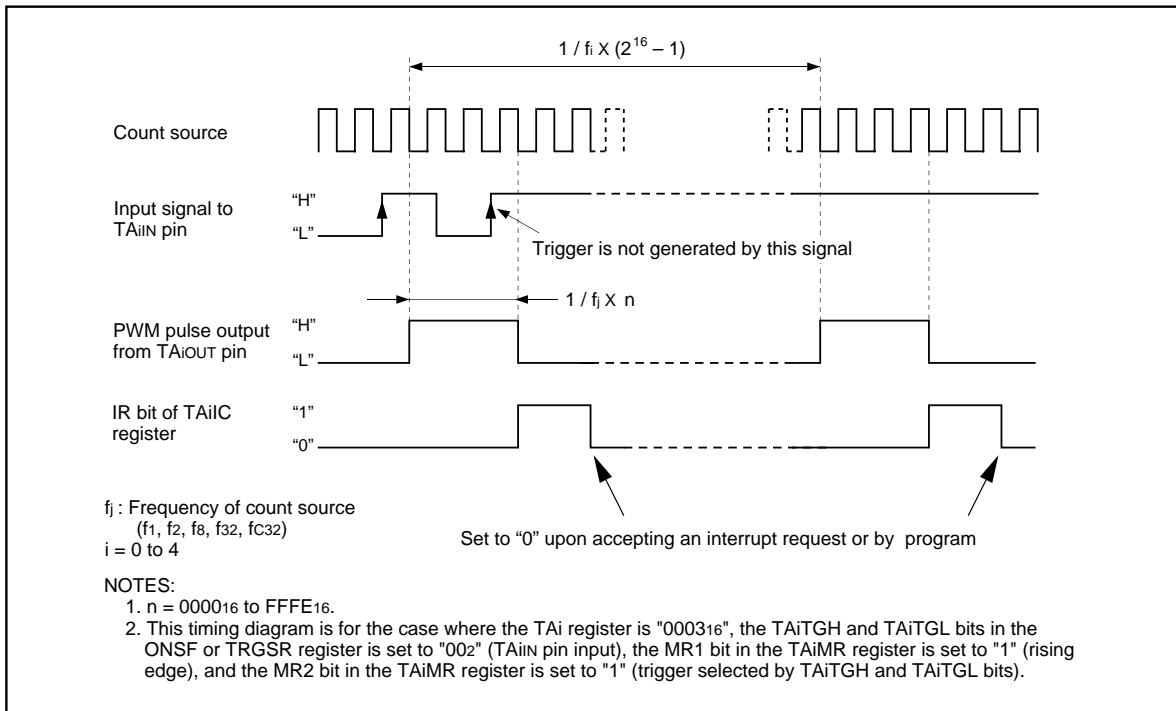 1 / fi X (2^16 – 1)
Count source
Input signal to
TAiIN pin
“H”
“L”
Trigger is not generated by this signal
1 / fj X n
PWM pulse output
from TAiOUT pin
“H”
“L”
IR bit of TAiIC
register
“1”
“0”
fj : Frequency of count source
(f1, f2, f8, f32, fC32)
i = 0 to 4
Set to “0” upon accepting an interrupt request or by program
NOTES:
1. n = 000016 to FFFE16.
2. This timing diagram is for the case where the TAi register is "000316", the TAiTGH and TAiTGL bits in the
ONSF or TRGSR register is set to "002" (TAiIN pin input), the MR1 bit in the TAiMR register is set to "1" (rising
edge), and the MR2 bit in the TAiMR register is set to "1" (trigger selected by TAiTGH and TAiTGL bits).